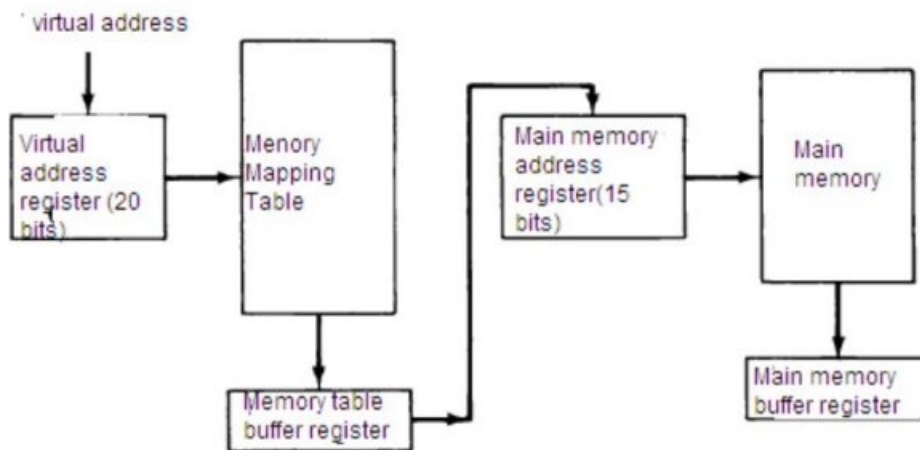 virtual address
Virtual
address
register (20
bits)
Menory
Mapping
Table
Memory table
buffer register
Main memory
address
register(15
bits)
Main
memory
Main memory
buffer register